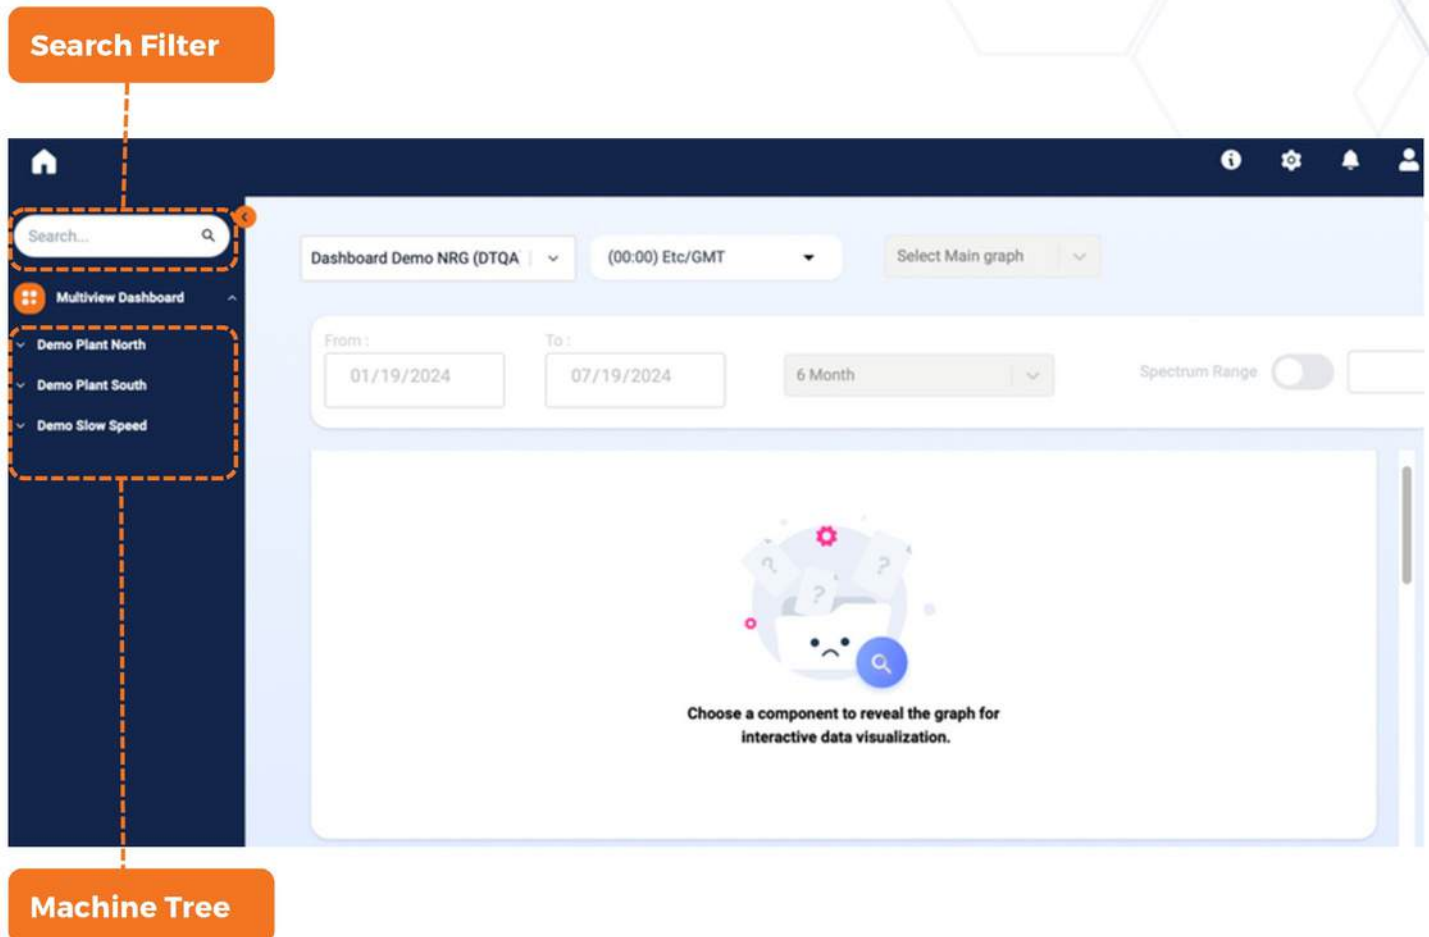 Search Filter
Search...
Dashboard Demo NRG (DTQA
(00:00) Etc/GMT
Select Main graph
Multiview Dashboard
Demo Plant North
Demo Plant South
Demo Slow Speed
From :
To :
01/19/2024
07/19/2024
6 Month
Spectrum Range
? ? ?
Choose a component to reveal the graph for
interactive data visualization.
Machine Tree